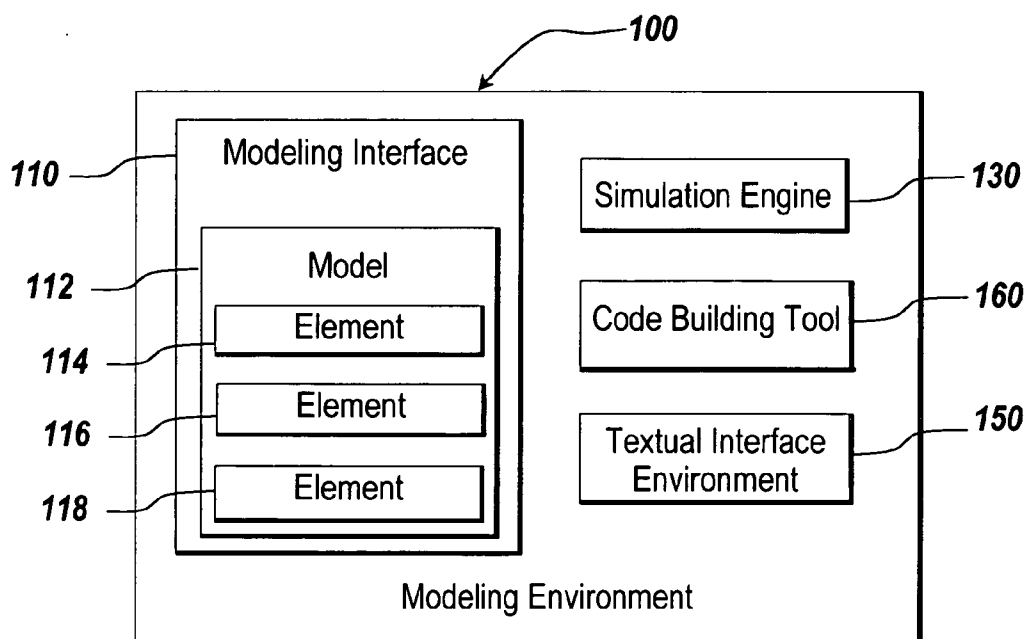 100
110
Modeling Interface
Simulation Engine
130
112
Model
Code Building Tool
160
114
Element
116
Element
Textual Interface
Environment
150
118
Element
Modeling Environment